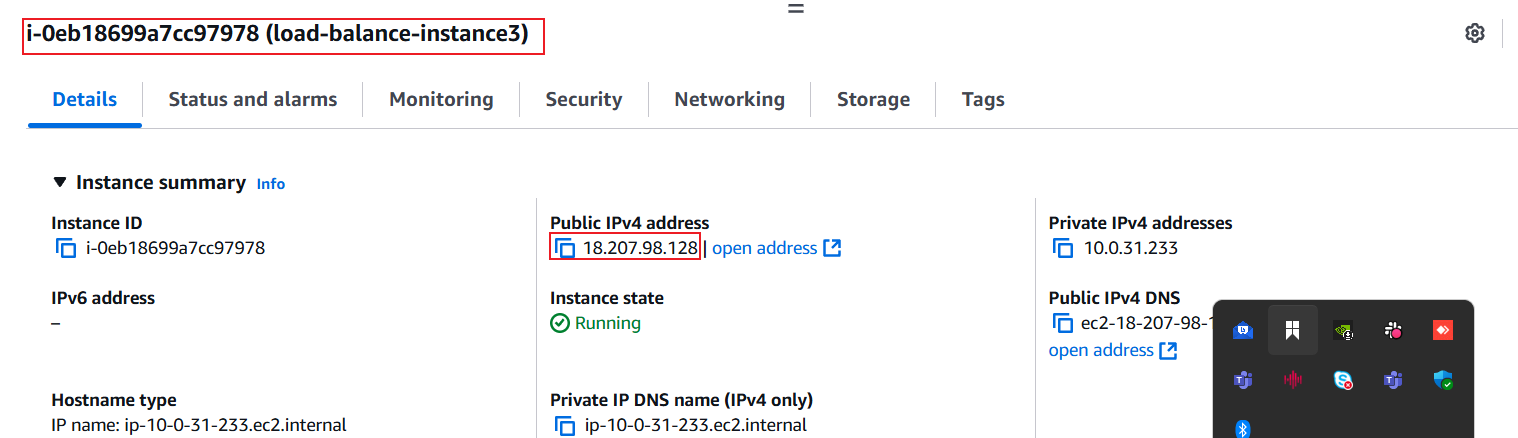 i-0eb18699a7cc97978 (load-balance-instance3)
Details Status and alarms Monitoring Security Networking Storage Tags
Instance summary Info
Instance ID
i-0eb18699a7cc97978
Public IPv4 address
18.207.98.128 | open address
Private IPv4 addresses
10.0.31.233
IPv6 address
–
Instance state
Running
Public IPv4 DNS
ec2-18-207-98-
open address
Hostname type
IP name: ip-10-0-31-233.ec2.internal
Private IP DNS name (IPv4 only)
ip-10-0-31-233.ec2.internal